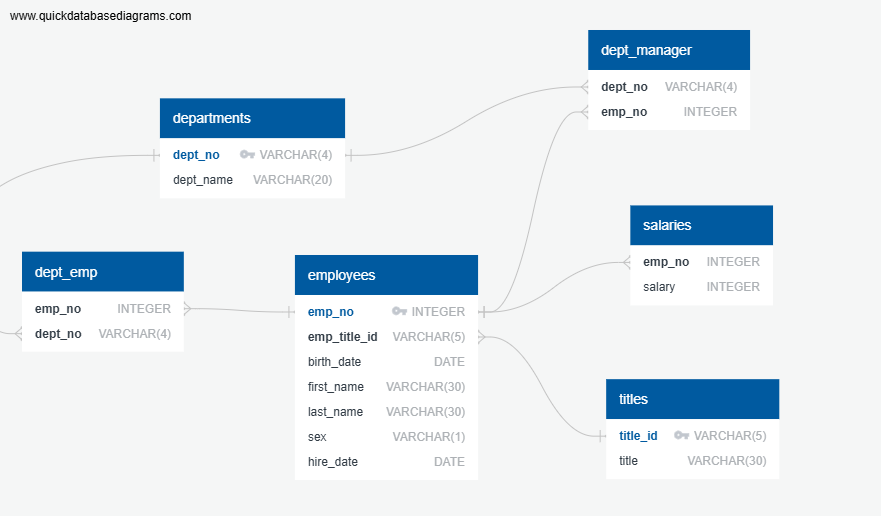 www.quickdatabasediagrams.com
dept_manager
dept_no VARCHAR(4)
emp_no INTEGER
departments
dept_no VARCHAR(4)
dept_name VARCHAR(20)
salaries
emp_no INTEGER
salary INTEGER
dept_emp
emp_no INTEGER
dept_no VARCHAR(4)
employees
emp_no INTEGER
emp_title_id VARCHAR(5)
birth_date DATE
first_name VARCHAR(30)
last_name VARCHAR(30)
sex VARCHAR(1)
hire_date DATE
titles
title_id VARCHAR(5)
title VARCHAR(30)